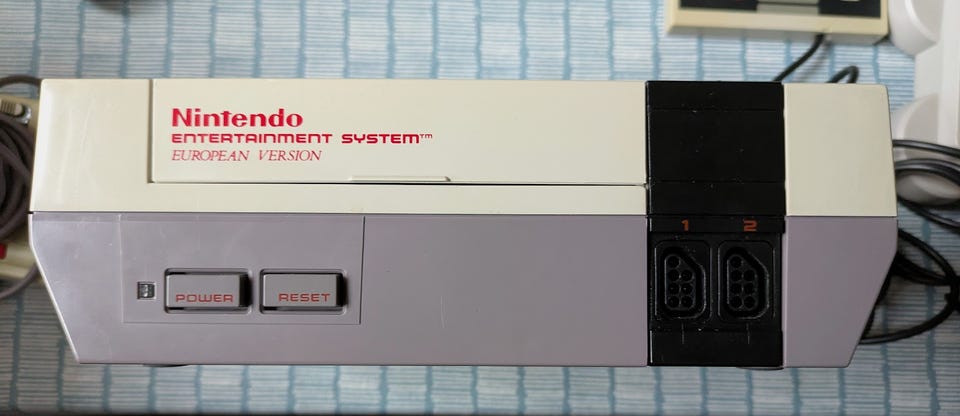 Nintendo
ENTERTAINMENT SYSTEM™
EUROPEAN VERSION
1 2
POWER RESET